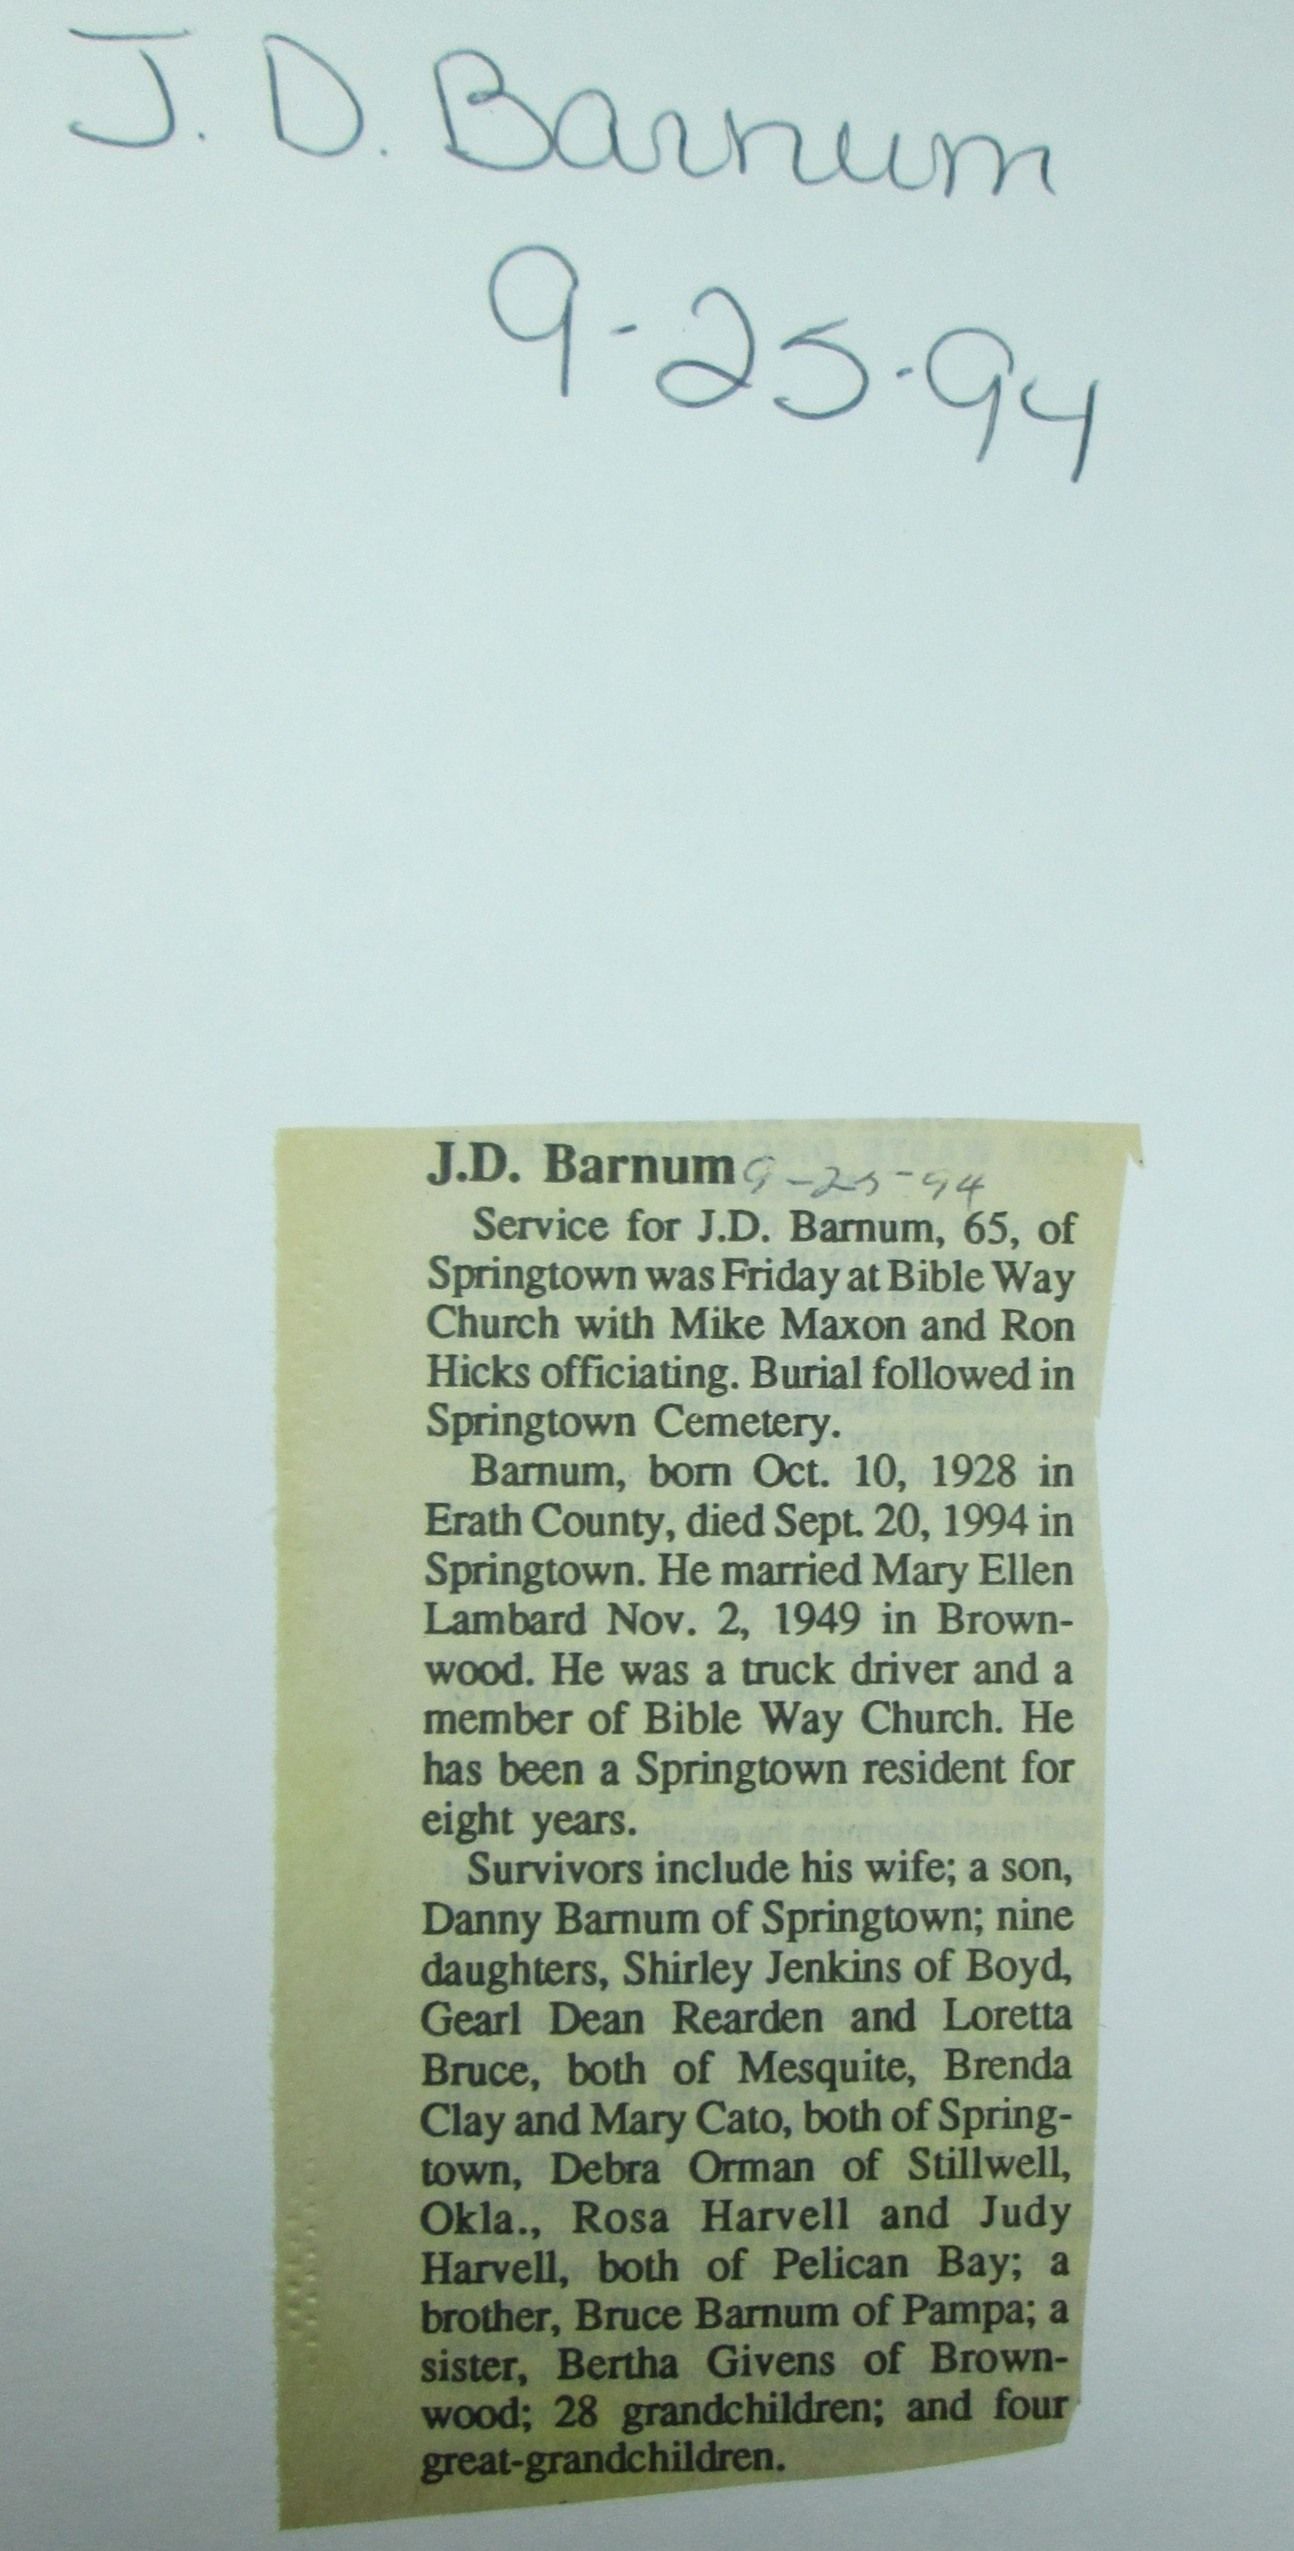 J. D. Barnum
9-25-94
J.D. Barnum 9-25-94
Service for J.D. Barnum, 65, of
Springtown was Friday at Bible Way
Church with Mike Maxon and Ron
Hicks officiating. Burial followed in
Springtown Cemetery.
Barnum, born Oct. 10, 1928 in
Erath County, died Sept. 20, 1994 in
Springtown. He married Mary Ellen
Lambard Nov. 2, 1949 in Brown-
wood. He was a truck driver and a
member of Bible Way Church. He
has been a Springtown resident for
eight years.
Survivors include his wife; a son,
Danny Barnum of Springtown; nine
daughters, Shirley Jenkins of Boyd,
Gearl Dean Rearden and Loretta
Bruce, both of Mesquite, Brenda
Clay and Mary Cato, both of Spring-
town, Debra Orman of Stillwell,
Okla., Rosa Harvell and Judy
Harvell, both of Pelican Bay; a
brother, Bruce Barnum of Pampa; a
sister, Bertha Givens of Brown-
wood; 28 grandchildren; and four
great-grandchildren.